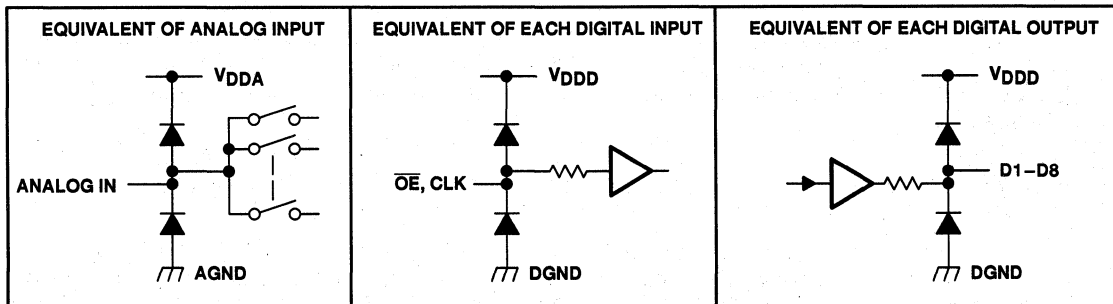 EQUIVALENT OF ANALOG INPUT
VDDA
ANALOG IN
AGND
EQUIVALENT OF EACH DIGITAL INPUT
VDDD
OE, CLK
DGND
EQUIVALENT OF EACH DIGITAL OUTPUT
VDDD
D1–D8
DGND